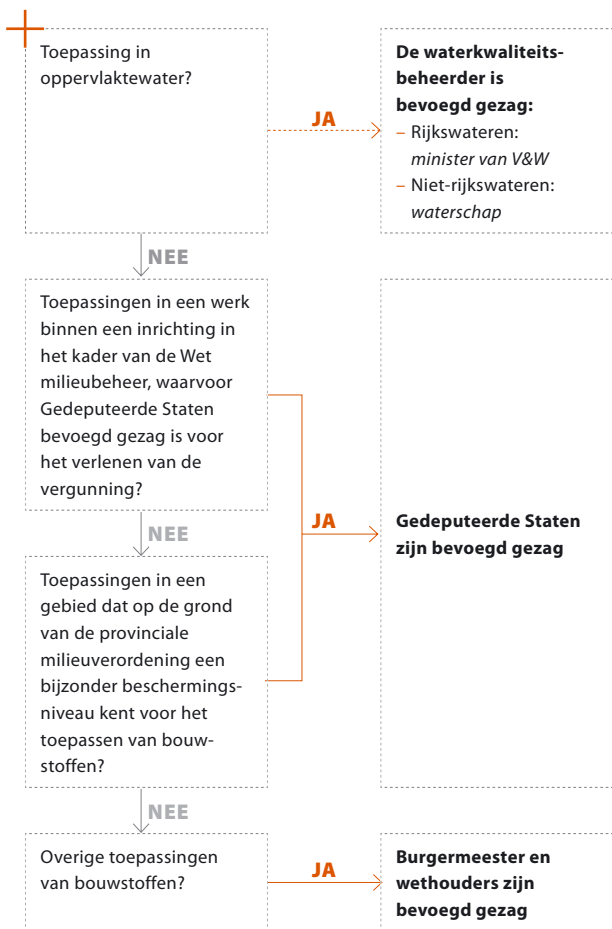 Toepassing in
oppervlaktewater?
JA
De waterkwaliteits-
beheerder is
bevoegd gezag:
– Rijkswateren:
minister van V&W
– Niet-rijkswateren:
waterschap
NEE
Toepassingen in een werk
binnen een inrichting in
het kader van de Wet
milieubeheer, waarvoor
Gedeputeerde Staten
bevoegd gezag is voor
het verlenen van de
vergunning?
NEE
JA
Gedeputeerde Staten
zijn bevoegd gezag
Toepassingen in een
gebied dat op de grond
van de provinciale
milieuverordening een
bijzonder beschermings-
niveau kent voor het
toepassen van bouw-
stoffen?
NEE
Overige toepassingen
van bouwstoffen?
JA
Burgermeester en
wethouders zijn
bevoegd gezag